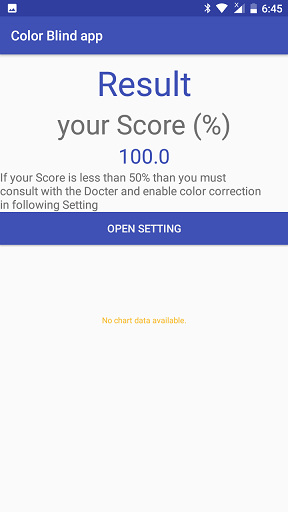 6:45
Color Blind app
Result
your Score (%)
100.0
If your Score is less than 50% than you must
consult with the Docter and enable color correction
in following Setting
OPEN SETTING
No chart data available.